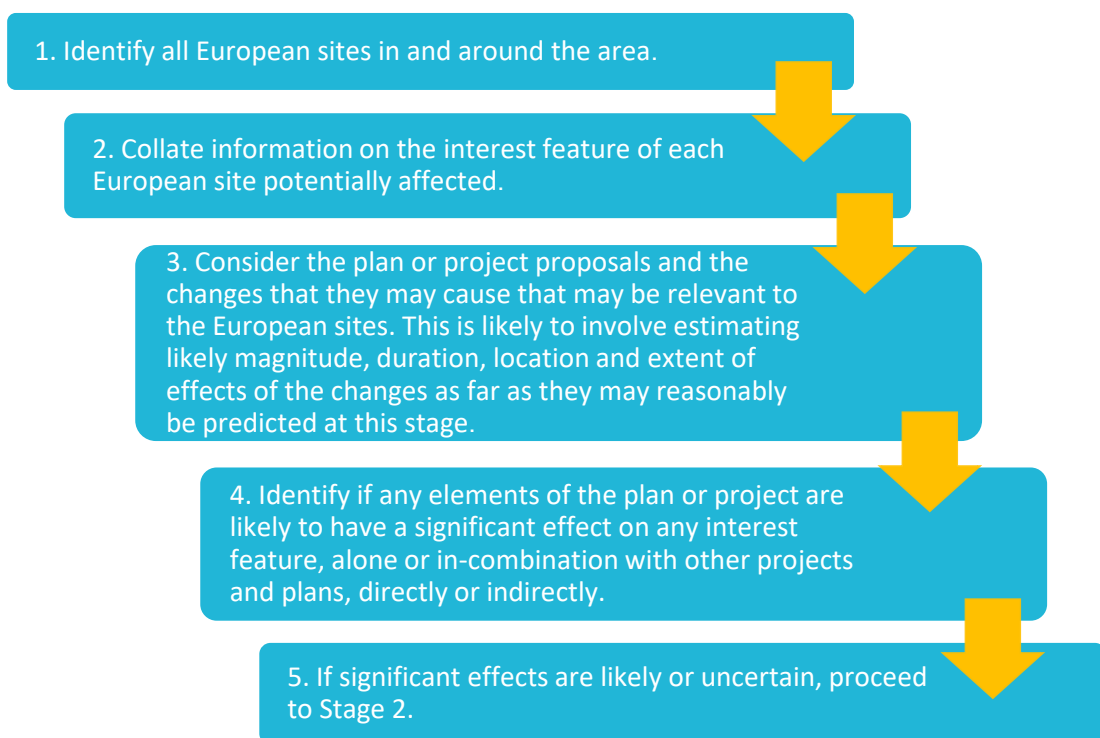 1. Identify all European sites in and around the area.
2. Collate information on the interest feature of each
European site potentially affected.
3. Consider the plan or project proposals and the
changes that they may cause that may be relevant to
the European sites. This is likely to involve estimating
likely magnitude, duration, location and extent of
effects of the changes as far as they may reasonably
be predicted at this stage.
4. Identify if any elements of the plan or project are
likely to have a significant effect on any interest
feature, alone or in-combination with other projects
and plans, directly or indirectly.
5. If significant effects are likely or uncertain, proceed
to Stage 2.